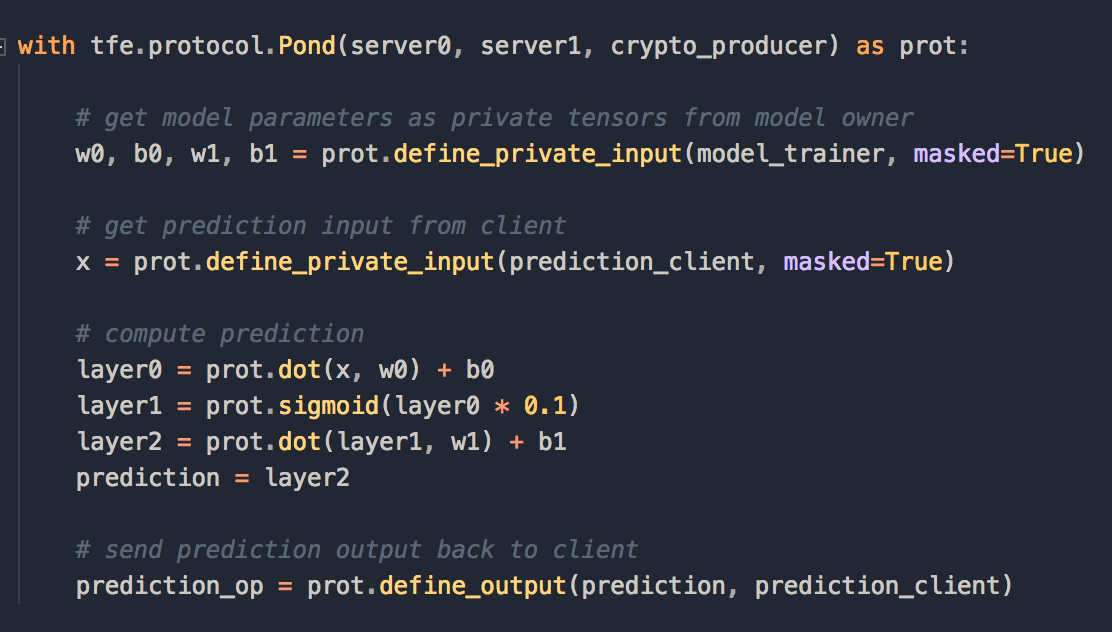 with tfe.protocol.Pond(server0, server1, crypto_producer) as prot:
# get model parameters as private tensors from model owner
w0, b0, w1, b1 = prot.define_private_input(model_trainer, masked=True)
# get prediction input from client
x = prot.define_private_input(prediction_client, masked=True)
# compute prediction
layer0 = prot.dot(x, w0) + b0
layer1 = prot.sigmoid(layer0 * 0.1)
layer2 = prot.dot(layer1, w1) + b1
prediction = layer2
# send prediction output back to client
prediction_op = prot.define_output(prediction, prediction_client)